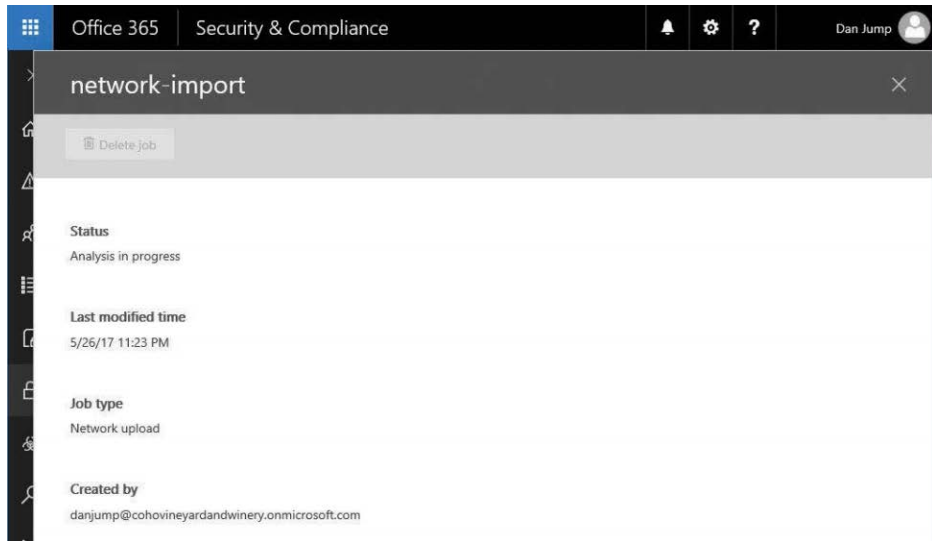 Office 365 Security & Compliance ? Dan Jump
network-import
Delete job
Status
Analysis in progress
Last modified time
5/26/17 11:23 PM
Job type
Network upload
Created by
danjump@cohovineyardandwinery.onmicrosoft.com